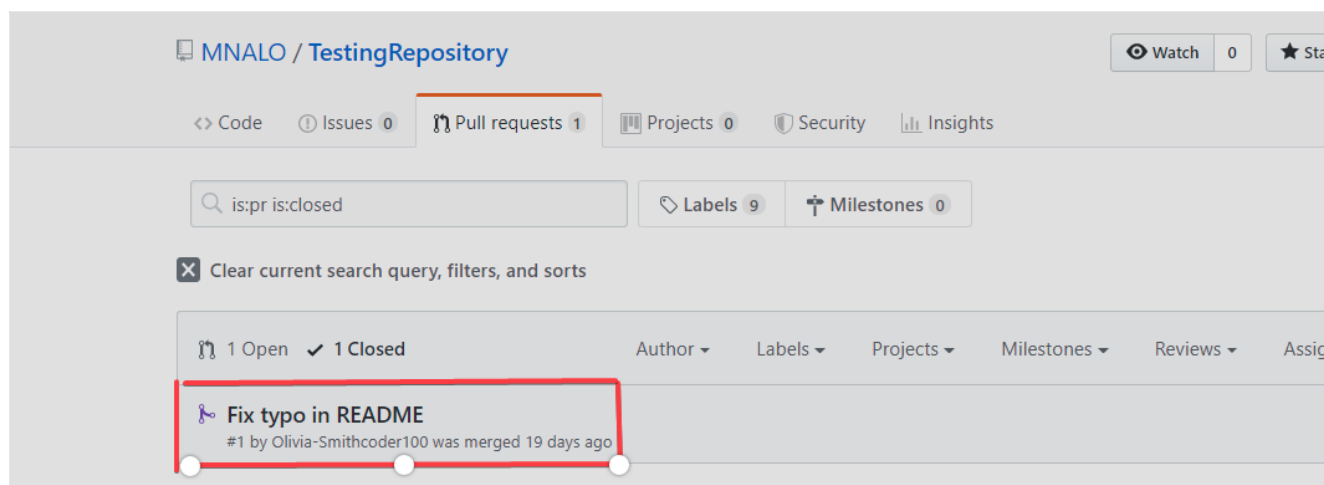 MNALO / TestingRepository
Watch 0
Code Issues 0 Pull requests 1 Projects 0 Security Insights
is:pr is:closed Labels 9 Milestones 0
Clear current search query, filters, and sorts
1 Open 1 Closed Author Labels Projects Milestones Reviews
Fix typo in README
#1 by Olivia-Smithcoder100 was merged 19 days ago